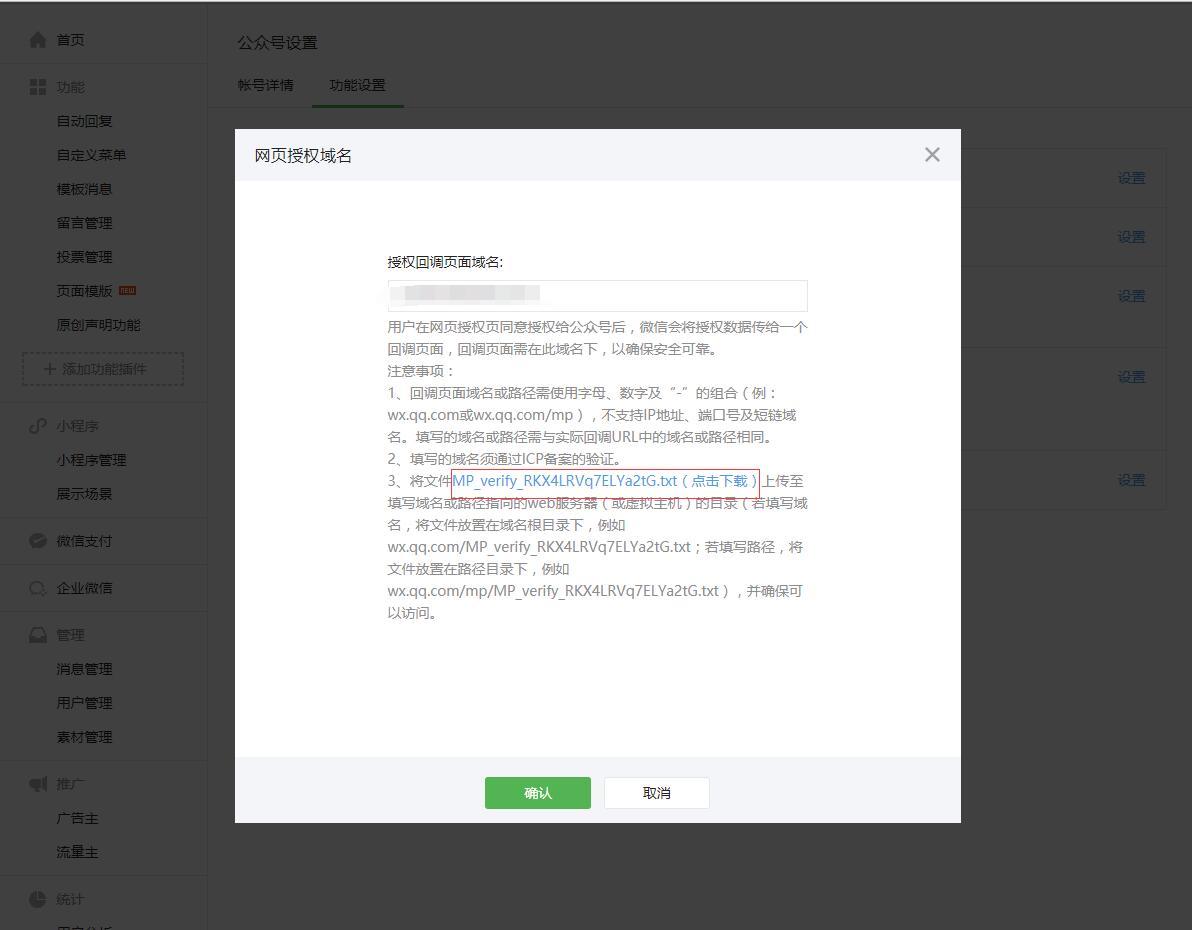 首页
功能
自动回复
自定义菜单
模板消息
留言管理
投票管理
页面模版 NEW
原创声明功能
添加功能插件
小程序
小程序管理
展示场景
微信支付
企业微信
管理
消息管理
用户管理
素材管理
推广
广告主
流量主
统计
公众号设置
帐号详情 功能设置
设置
设置
设置
设置
设置
网页授权域名
授权回调页面域名:
用户在网页授权页同意授权给公众号后，微信会将授权数据传给一个
回调页面，回调页面需在此域名下，以确保安全可靠。
注意事项：
1、回调页面域名或路径需使用字母、数字及“-”的组合（例：
wx.qq.com或wx.qq.com/mp），不支持IP地址、端口号及短链域
名。填写的域名或路径需与实际回调URL中的域名或路径相同。
2、填写的域名须通过ICP备案的验证。
3、将文件MP_verify_RKX4LRVq7ELYa2tG.txt（点击下载）上传至
填写域名或路径指向的web服务器（或虚拟主机）的目录（若填写域
名，将文件放置在域名根目录下，例如
wx.qq.com/MP_verify_RKX4LRVq7ELYa2tG.txt；若填写路径，将
文件放置在路径目录下，例如
wx.qq.com/mp/MP_verify_RKX4LRVq7ELYa2tG.txt），并确保可
以访问。
确认 取消